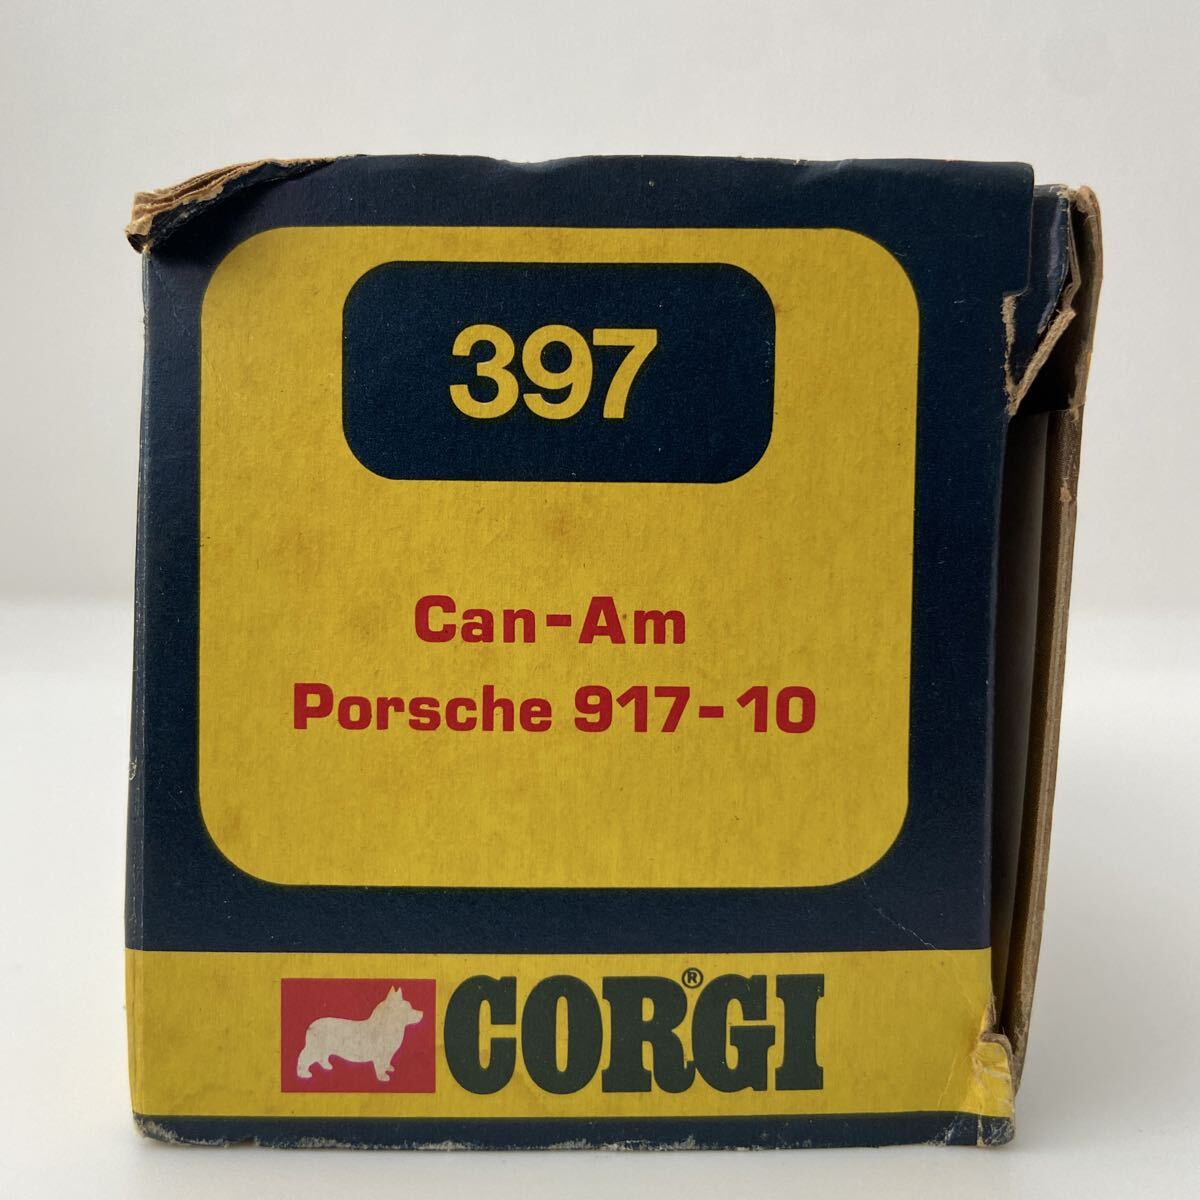 397
Can-Am
Porsche 917-10
CORGI®